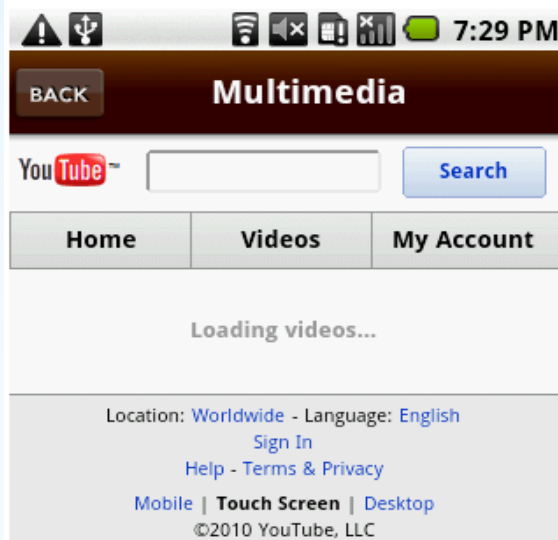 7:29 PM
BACK Multimedia
YouTube™ Search
Home Videos My Account
Loading videos...
Location: Worldwide - Language: English
Sign In
Help - Terms & Privacy
Mobile | Touch Screen | Desktop
©2010 YouTube, LLC